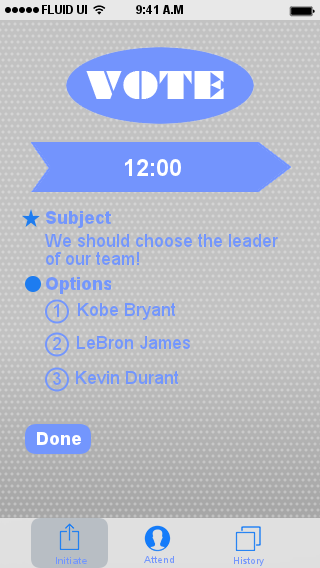 FLUID UI 9:41 A.M
VOTE
12:00
Subject
We should choose the leader
of our team!
Options
1 Kobe Bryant
2 LeBron James
3 Kevin Durant
Done
Initiate Attend History